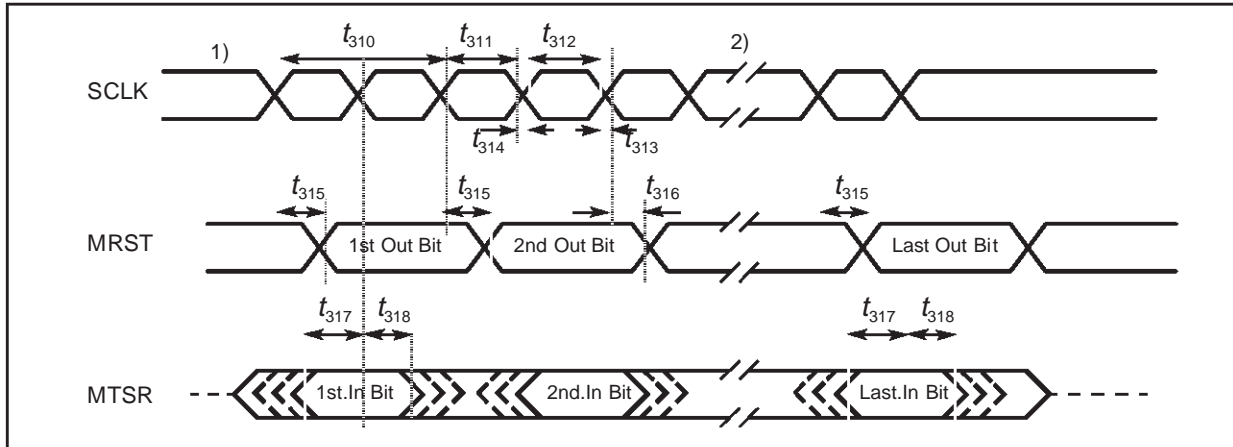 1) t310 t311 t312 2)
SCLK
t314 t313
t315 t315 t316 t315
MRST 1st Out Bit 2nd Out Bit Last Out Bit
t317 t318 t317 t318
MTSR 1st.In Bit 2nd.In Bit Last.In Bit